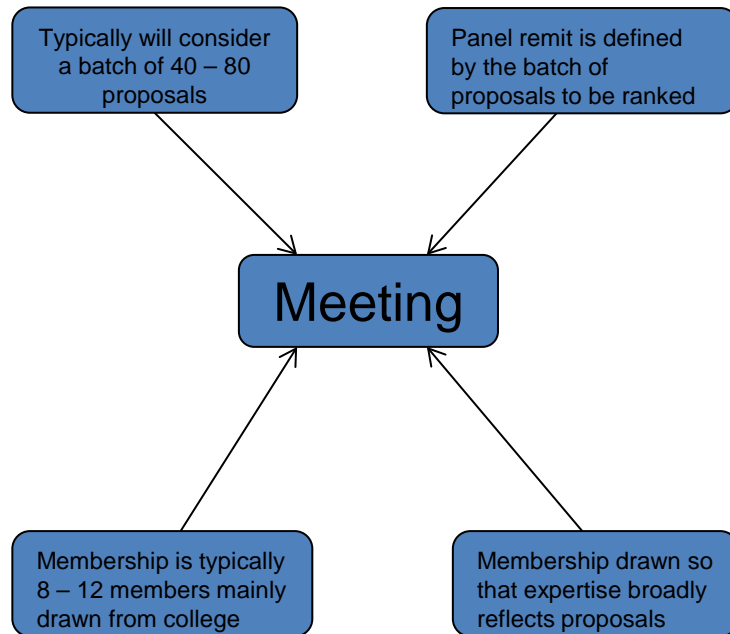 Typically will consider
a batch of 40 – 80
proposals
Panel remit is defined
by the batch of
proposals to be ranked
Meeting
Membership is typically
8 – 12 members mainly
drawn from college
Membership drawn so
that expertise broadly
reflects proposals